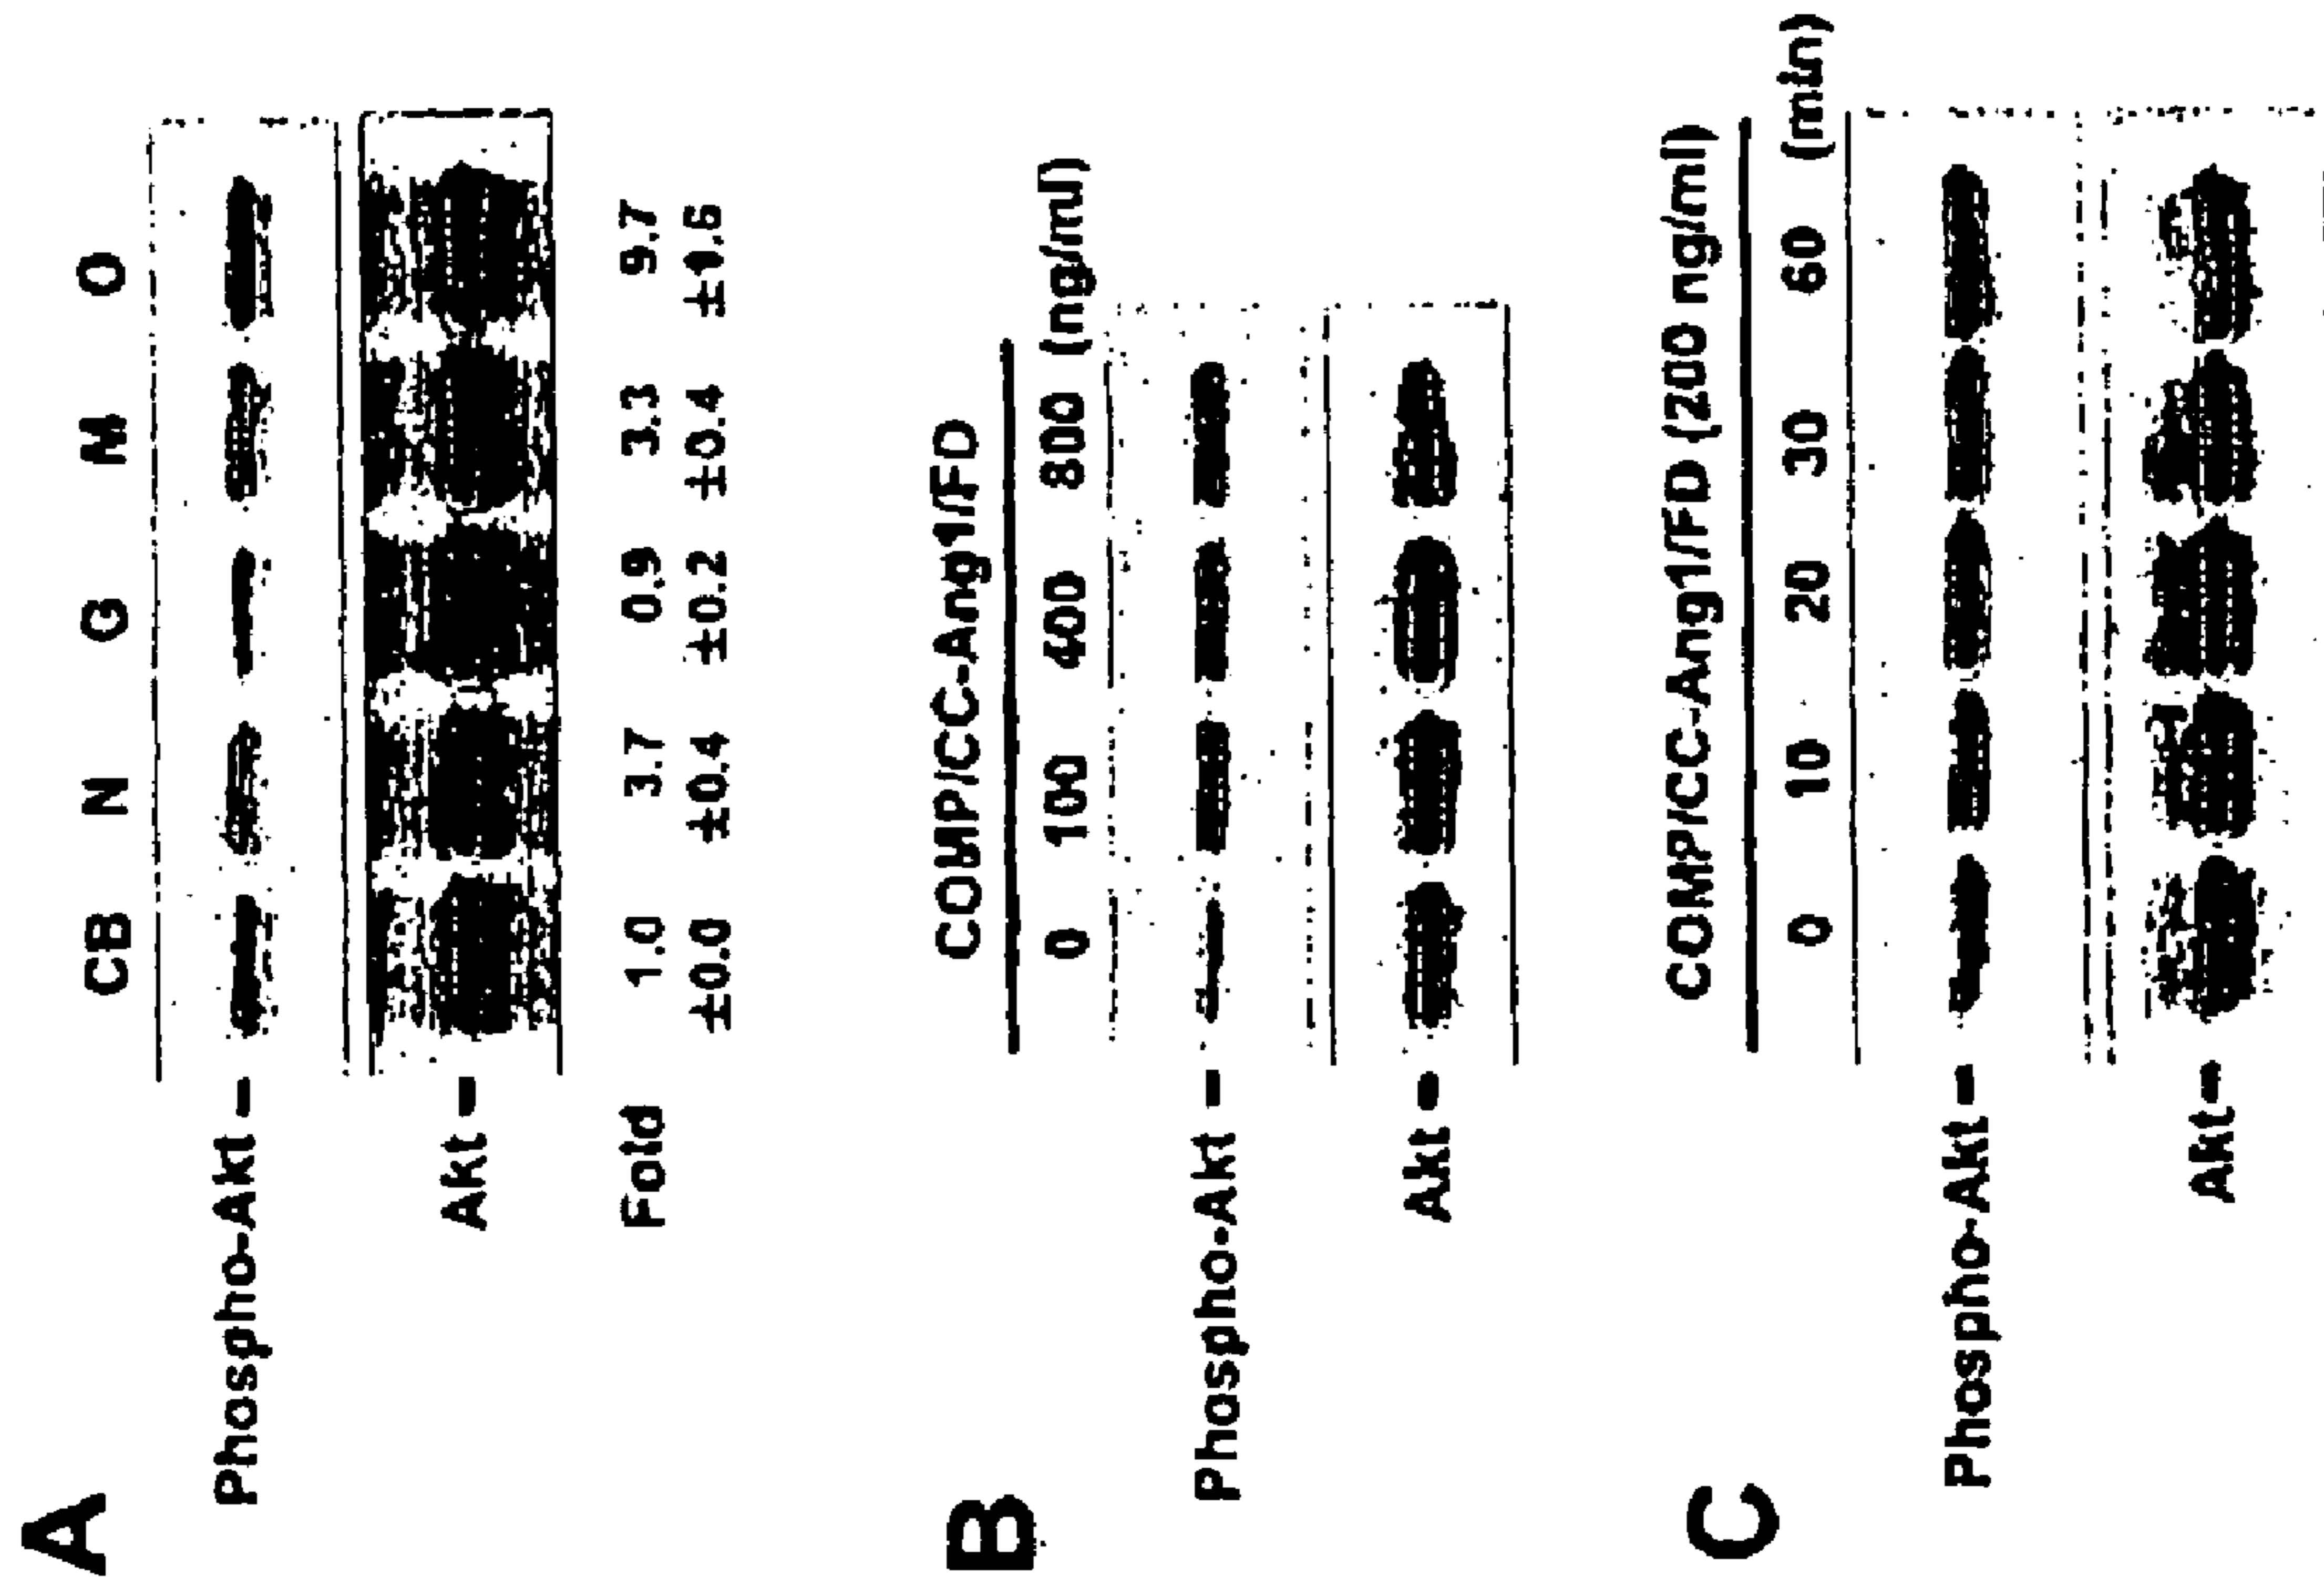 A
CB N G M O
Phospho-Akt –
Akt –
Fold 1.0 3.7 0.9 3.3 9.7
±0.0 ±0.4 ±0.2 ±0.4 ±1.6
B
COMP/CC-Ang1/FD
0 100 400 800 (ng/ml)
Phospho-Akt –
Akt –
C
COMP/CC-Ang1/FD (200 ng/ml)
0 10 20 30 60 (min)
Phospho-Akt –
Akt–